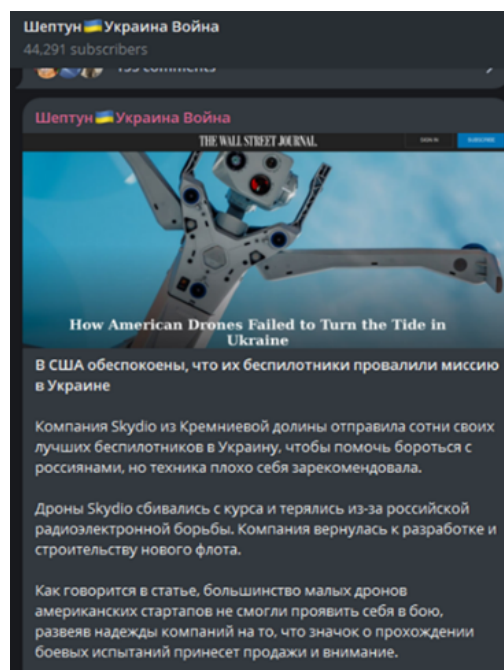 Шептун🇺🇦Украина Война
44,291 subscribers
comments
Шептун🇺🇦Украина Война
THE WALL STREET JOURNAL.
SIGN IN
SUBSCRIBE
How American Drones Failed to Turn the Tide in
Ukraine
В США обеспокоены, что их беспилотники провалили миссию
в Украине
Компания Skydio из Кремниевой долины отправила сотни своих
лучших беспилотников в Украину, чтобы помочь бороться с
россиянами, но техника плохо себя зарекомендовала.
Дроны Skydio сбивались с курса и терялись из-за российской
радиоэлектронной борьбы. Компания вернулась к разработке и
строительству нового флота.
Как говорится в статье, большинство малых дронов
американских стартапов не смогли проявить себя в бою,
развеяв надежды компаний на то, что значок о прохождении
боевых испытаний принесет продажи и внимание.